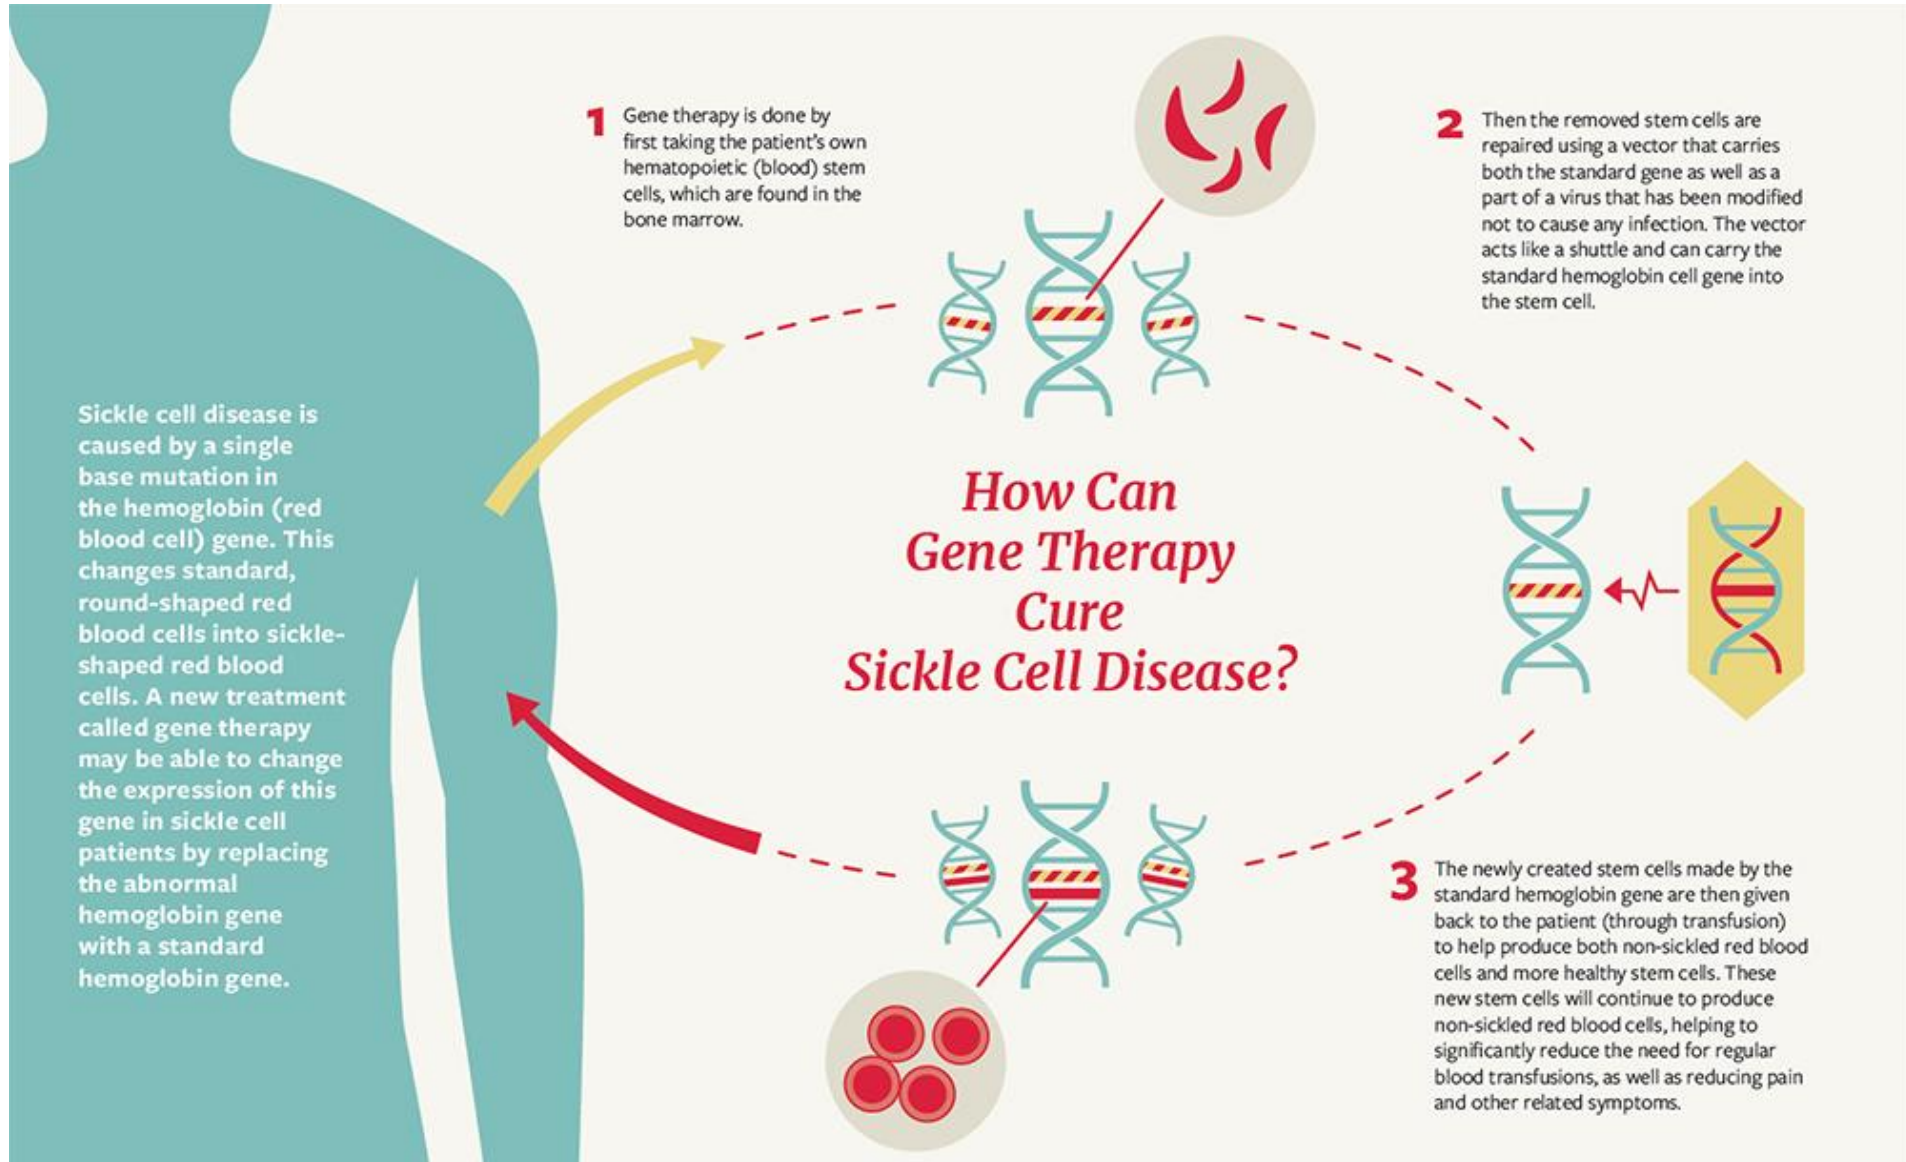 Sickle cell disease is
caused by a single
base mutation in
the hemoglobin (red
blood cell) gene. This
changes standard,
round-shaped red
blood cells into sickle-
shaped red blood
cells. A new treatment
called gene therapy
may be able to change
the expression of this
gene in sickle cell
patients by replacing
the abnormal
hemoglobin gene
with a standard
hemoglobin gene.
How Can
Gene Therapy
Cure
Sickle Cell Disease?
1 Gene therapy is done by
first taking the patient's own
hematopoietic (blood) stem
cells, which are found in the
bone marrow.
2 Then the removed stem cells are
repaired using a vector that carries
both the standard gene as well as a
part of a virus that has been modified
not to cause any infection. The vector
acts like a shuttle and can carry the
standard hemoglobin cell gene into
the stem cell.
3 The newly created stem cells made by the
standard hemoglobin gene are then given
back to the patient (through transfusion)
to help produce both non-sickled red blood
cells and more healthy stem cells. These
new stem cells will continue to produce
non-sickled red blood cells, helping to
significantly reduce the need for regular
blood transfusions, as well as reducing pain
and other related symptoms.